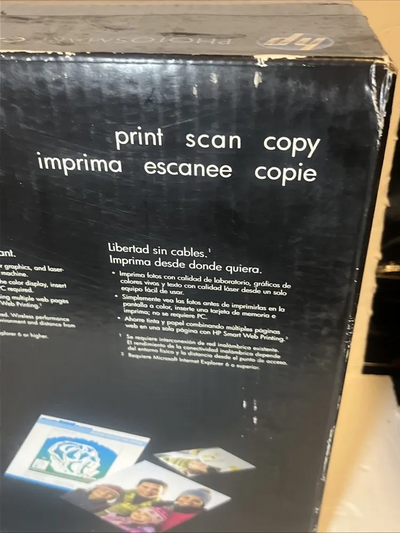 hp PHOTOSMART
print scan copy
imprima escanee copie
Libertad sin cables.¹
Imprima desde donde quiera.
• Imprima fotos con calidad de laboratorio, gráficos de
colores vivos y texto con calidad láser desde un solo
equipo fácil de usar.
• Simplemente vea las fotos antes de imprimirlas en la
pantalla a color, inserte una tarjeta de memoria e
imprima; no se requiere PC.
• Ahorre tinta y papel combinando múltiples páginas
web en una sola página con HP Smart Web Printing.²
¹ Se requiere interconexión de red inalámbrica existente.
El rendimiento de la conectividad inalámbrica depende
del entorno físico y la distancia desde el punto de acceso.
² Requiere Microsoft Internet Explorer 6 o superior.
ant.
graphics, and laser-
machine.
the color display, insert
PC required.
multiple web pages
Web Printing.²
Wireless performance
and distance from
6 or higher.